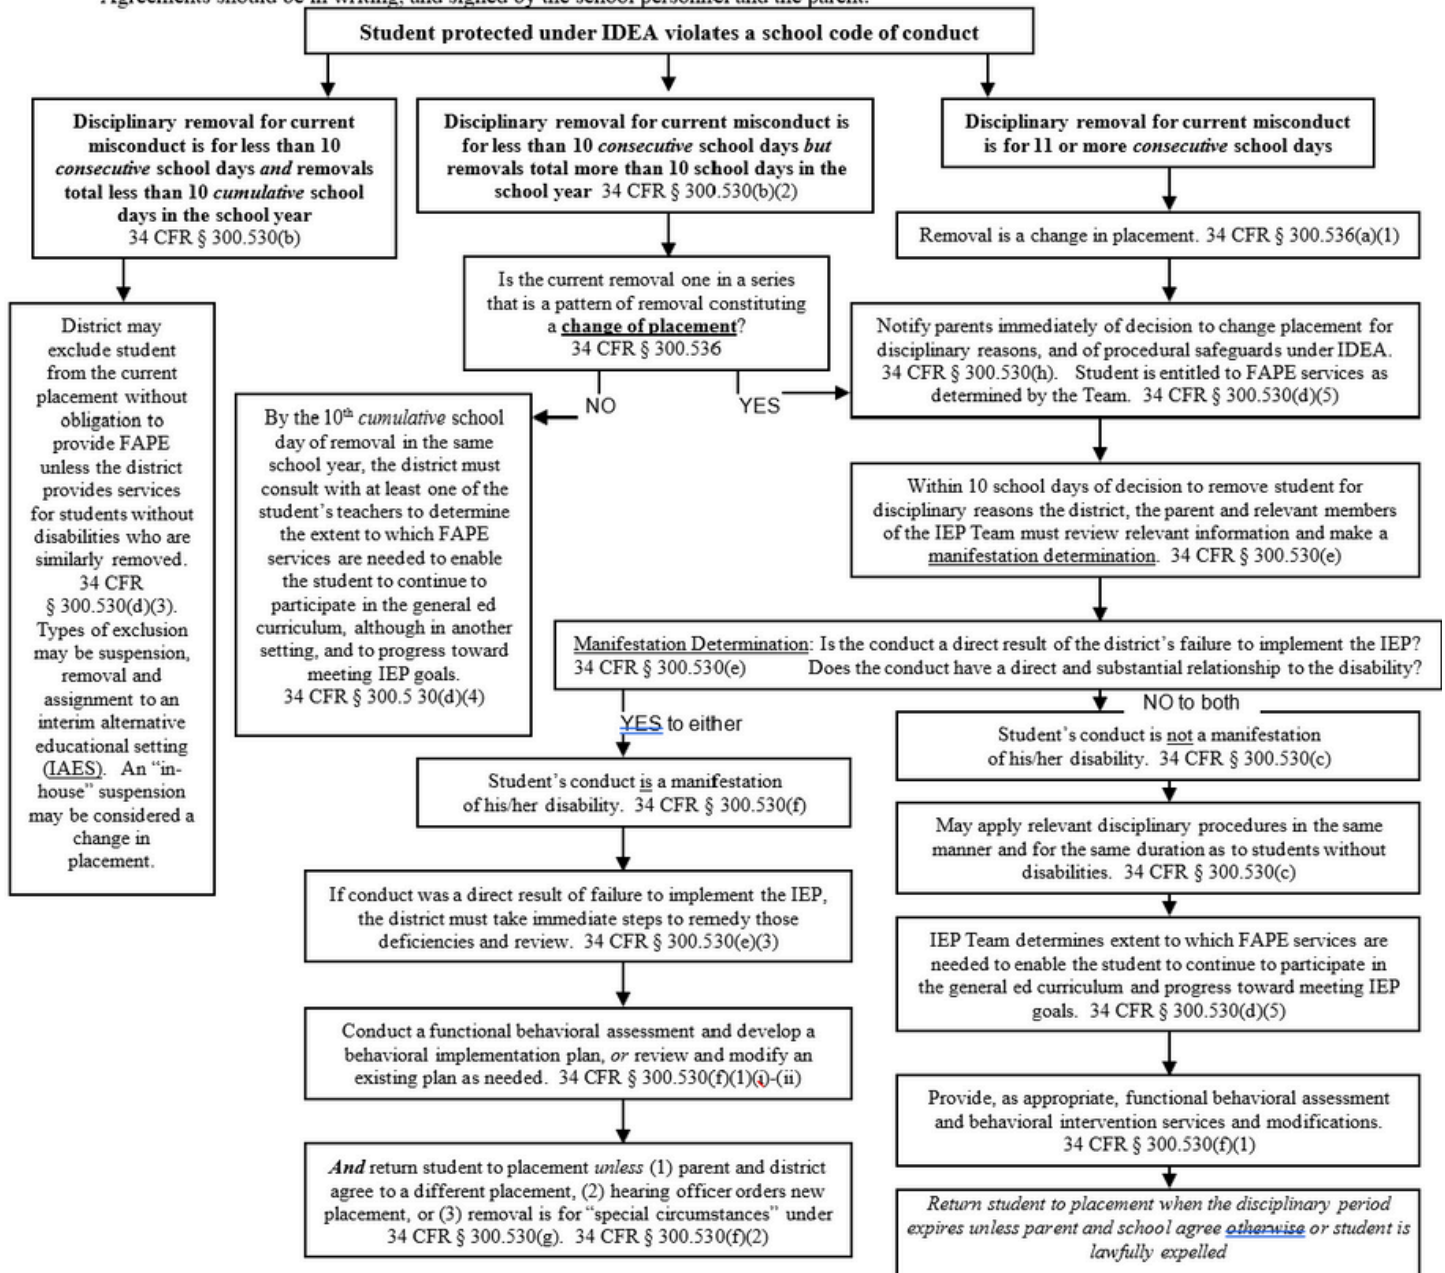 Agreements should be in writing, and signed by the school personnel and the parent.
Student protected under IDEA violates a school code of conduct
Disciplinary removal for current
misconduct is for less than 10
consecutive school days and removals
total less than 10 cumulative school
days in the school year
34 CFR § 300.530(b)
Disciplinary removal for current misconduct is
for less than 10 consecutive school days but
removals total more than 10 school days in the
school year 34 CFR § 300.530(b)(2)
Disciplinary removal for current misconduct
is for 11 or more consecutive school days
Removal is a change in placement. 34 CFR § 300.536(a)(1)
Is the current removal one in a series
that is a pattern of removal constituting
a change of placement?
34 CFR § 300.536
NO
YES
District may
exclude student
from the current
placement without
obligation to
provide FAPE
unless the district
provides services
for students without
disabilities who are
similarly removed.
34 CFR
§ 300.530(d)(3).
Types of exclusion
may be suspension,
removal and
assignment to an
interim alternative
educational setting
(IAES). An “in-
house” suspension
may be considered a
change in
placement.
By the 10th cumulative school
day of removal in the same
school year, the district must
consult with at least one of the
student’s teachers to determine
the extent to which FAPE
services are needed to enable
the student to continue to
participate in the general ed
curriculum, although in another
setting, and to progress toward
meeting IEP goals.
34 CFR § 300.5 30(d)(4)
Notify parents immediately of decision to change placement for
disciplinary reasons, and of procedural safeguards under IDEA.
34 CFR § 300.530(h). Student is entitled to FAPE services as
determined by the Team. 34 CFR § 300.530(d)(5)
Within 10 school days of decision to remove student for
disciplinary reasons the district, the parent and relevant members
of the IEP Team must review relevant information and make a
manifestation determination. 34 CFR § 300.530(e)
Manifestation Determination: Is the conduct a direct result of the district’s failure to implement the IEP?
34 CFR § 300.530(e) Does the conduct have a direct and substantial relationship to the disability?
YES to either
NO to both
Student’s conduct is a manifestation
of his/her disability. 34 CFR § 300.530(f)
If conduct was a direct result of failure to implement the IEP,
the district must take immediate steps to remedy those
deficiencies and review. 34 CFR § 300.530(e)(3)
Conduct a functional behavioral assessment and develop a
behavioral implementation plan, or review and modify an
existing plan as needed. 34 CFR § 300.530(f)(1)(i)-(ii)
And return student to placement unless (1) parent and district
agree to a different placement, (2) hearing officer orders new
placement, or (3) removal is for “special circumstances” under
34 CFR § 300.530(g). 34 CFR § 300.530(f)(2)
Student’s conduct is not a manifestation
of his/her disability. 34 CFR § 300.530(c)
May apply relevant disciplinary procedures in the same
manner and for the same duration as to students without
disabilities. 34 CFR § 300.530(c)
IEP Team determines extent to which FAPE services are
needed to enable the student to continue to participate in
the general ed curriculum and progress toward meeting IEP
goals. 34 CFR § 300.530(d)(5)
Provide, as appropriate, functional behavioral assessment
and behavioral intervention services and modifications.
34 CFR § 300.530(f)(1)
Return student to placement when the disciplinary period
expires unless parent and school agree otherwise or student is
lawfully expelled